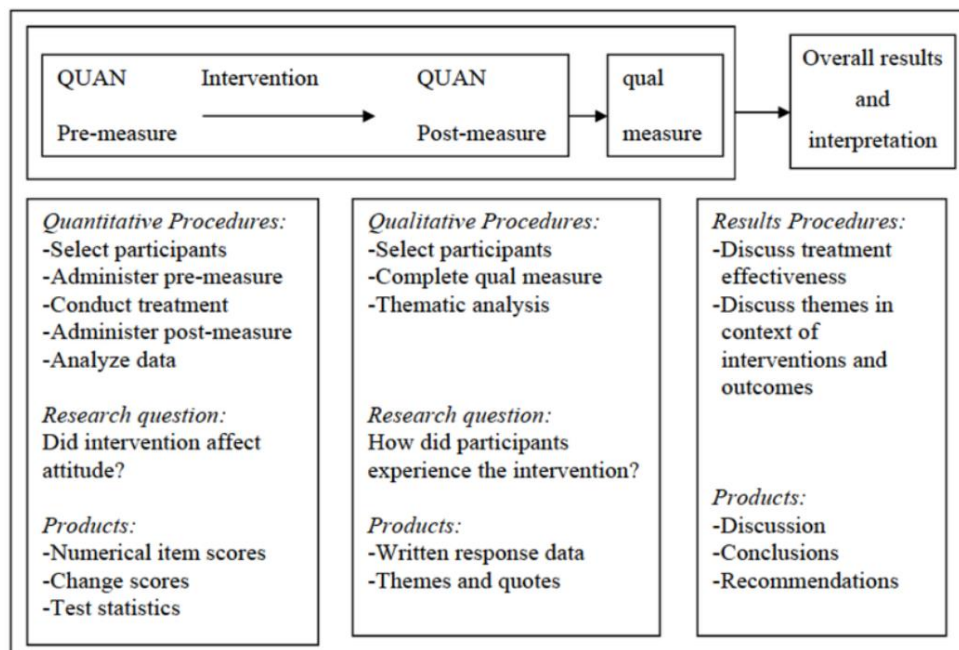 QUAN Intervention QUAN
Pre-measure Post-measure
qual
measure
Overall results
and
interpretation
Quantitative Procedures:
-Select participants
-Administer pre-measure
-Conduct treatment
-Administer post-measure
-Analyze data
Research question:
Did intervention affect
attitude?
Products:
-Numerical item scores
-Change scores
-Test statistics
Qualitative Procedures:
-Select participants
-Complete qual measure
-Thematic analysis
Research question:
How did participants
experience the intervention?
Products:
-Written response data
-Themes and quotes
Results Procedures:
-Discuss treatment
effectiveness
-Discuss themes in
context of
interventions and
outcomes
Products:
-Discussion
-Conclusions
-Recommendations